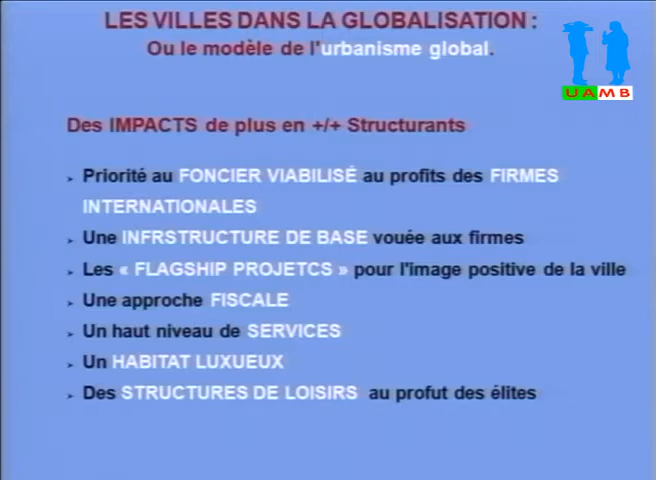 LES VILLES DANS LA GLOBALISATION :
Ou le modèle de l'urbanisme global.
UAMB
Des IMPACTS de plus en +/+ Structurants
➤ Priorité au FONCIER VIABILISÉ au profits des FIRMES
INTERNATIONALES
➤ Une INFRSTRUCTURE DE BASE vouée aux firmes
➤ Les « FLAGSHIP PROJETCS » pour l'image positive de la ville
➤ Une approche FISCALE
➤ Un haut niveau de SERVICES
➤ Un HABITAT LUXUEUX
➤ Des STRUCTURES DE LOISIRS au profut des élites